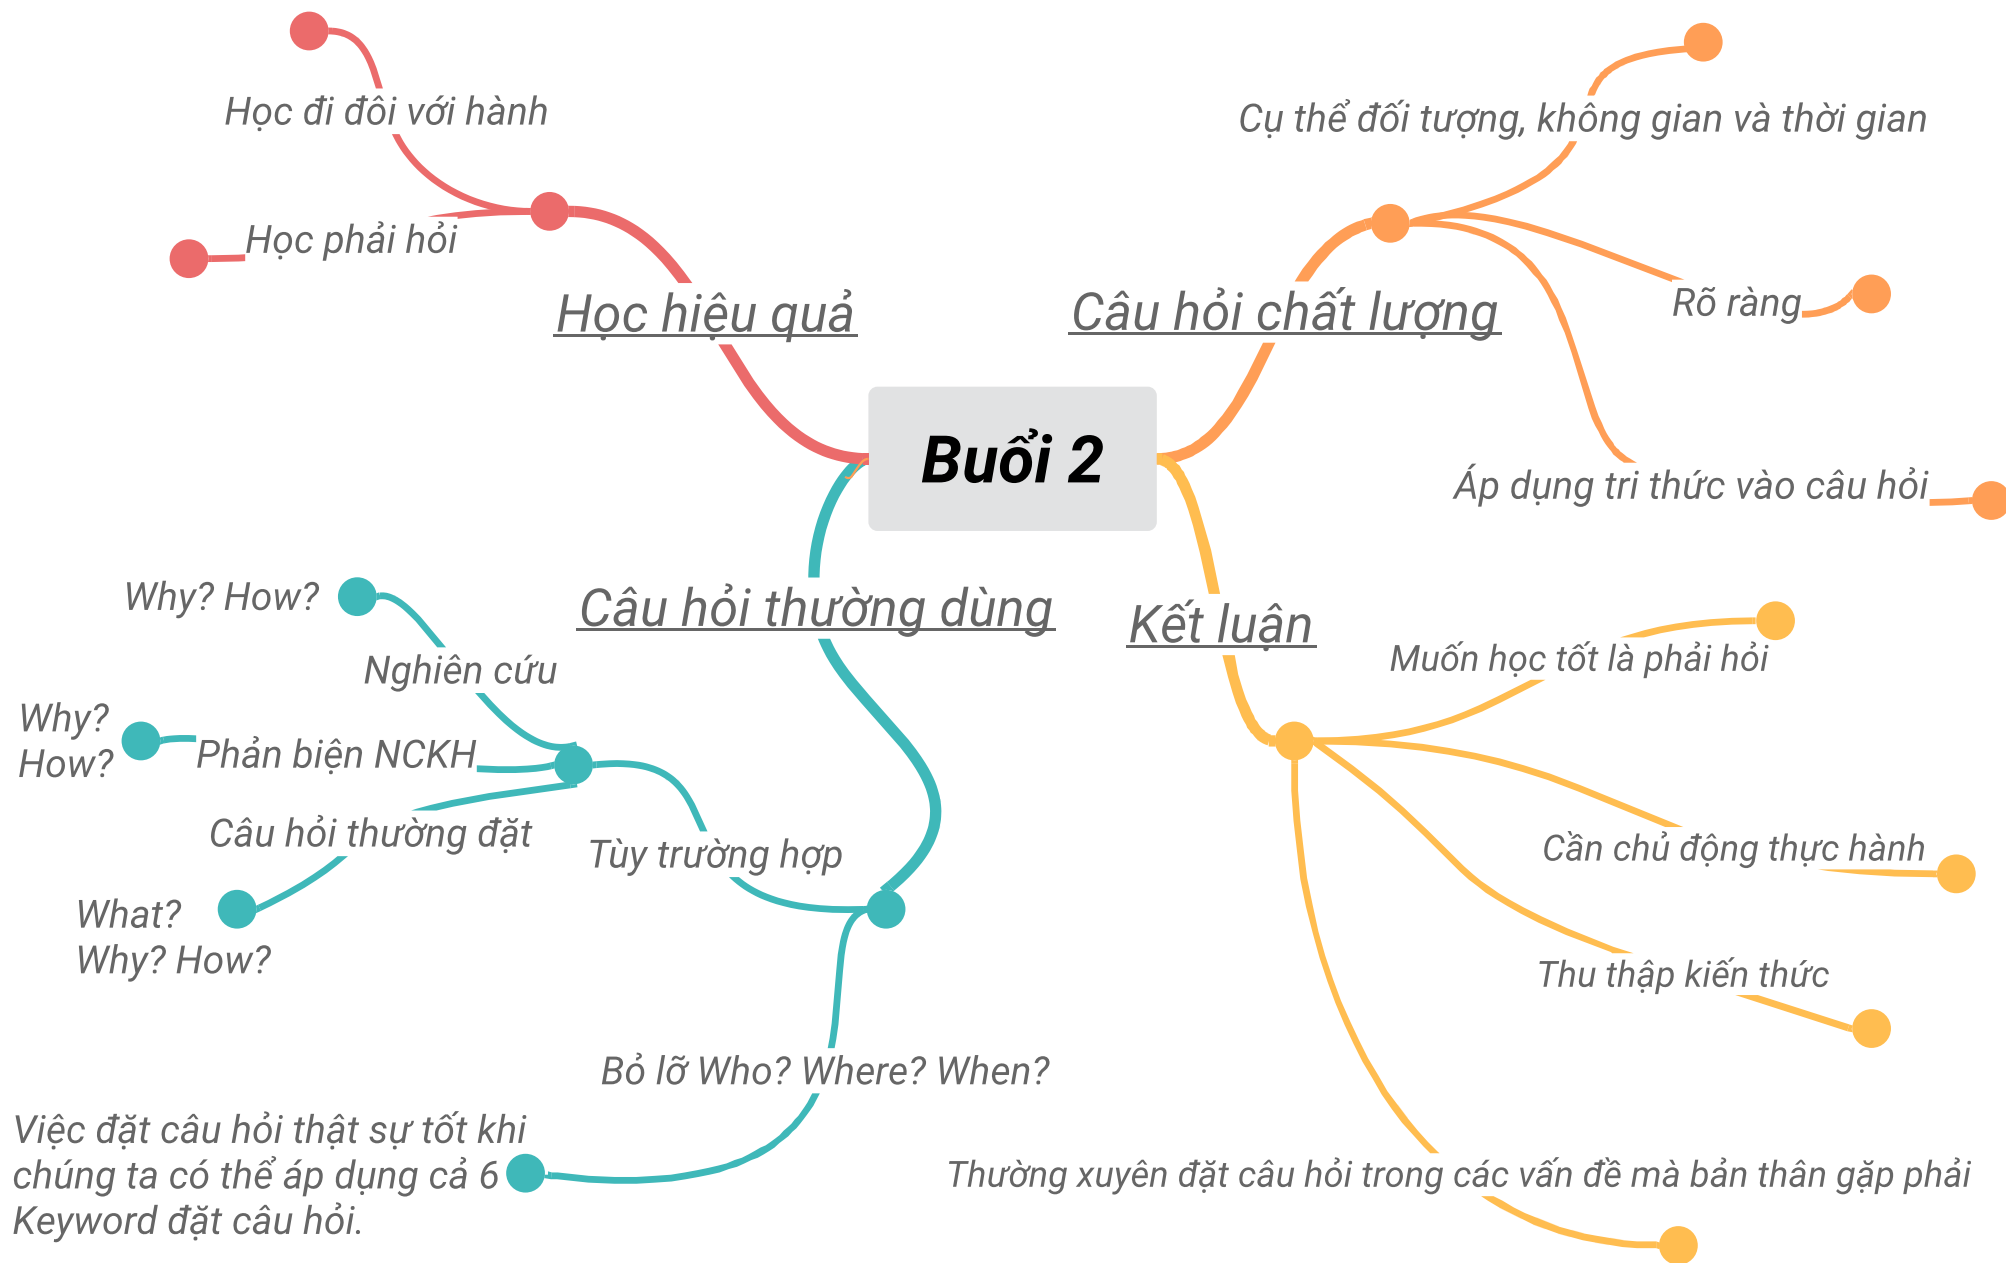 Học đi đôi với hành
Học phải hỏi
Học hiệu quả
Cụ thể đối tượng, không gian và thời gian
Rõ ràng
Câu hỏi chất lượng
Áp dụng tri thức vào câu hỏi
Buổi 2
Câu hỏi thường dùng
Why? How?
Nghiên cứu
Why?
How?
Phản biện NCKH
Câu hỏi thường đặt
What?
Why? How?
Tùy trường hợp
Bỏ lỡ Who? Where? When?
Việc đặt câu hỏi thật sự tốt khi
chúng ta có thể áp dụng cả 6
Keyword đặt câu hỏi.
Kết luận
Muốn học tốt là phải hỏi
Cần chủ động thực hành
Thu thập kiến thức
Thường xuyên đặt câu hỏi trong các vấn đề mà bản thân gặp phải